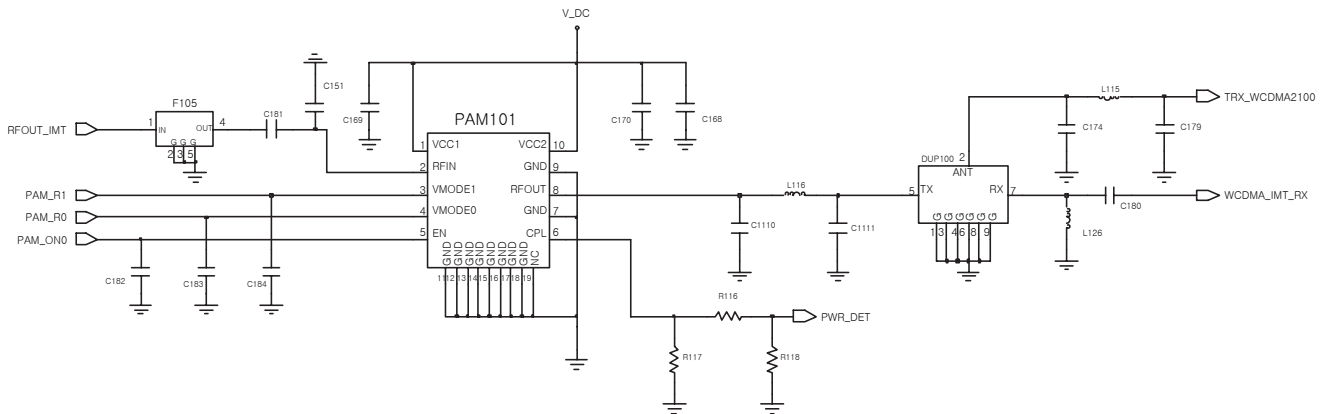 V_DC
F105
RFOUT_IMT
1
IN
OUT
4
G G G
2 3 5
C181
C151
C169
C170
C168
PAM101
1
VCC1
VCC2
10
2
RFIN
GND
9
PAM_R1
3
VMODE1
RFOUT
8
PAM_R0
4
VMODE0
GND
7
PAM_ON0
5
EN
CPL
6
GND GND GND GND GND GND GND GND NC
11 12 13 14 15 16 17 18 19
C182
C183
C184
L116
C1110
C1111
R116
PWR_DET
R117
R118
DUP100
2
ANT
5
TX
RX
7
G G G G G G
1 3 4 6 8 9
C174
L115
C179
TRX_WCDMA2100
C180
WCDMA_IMT_RX
L126